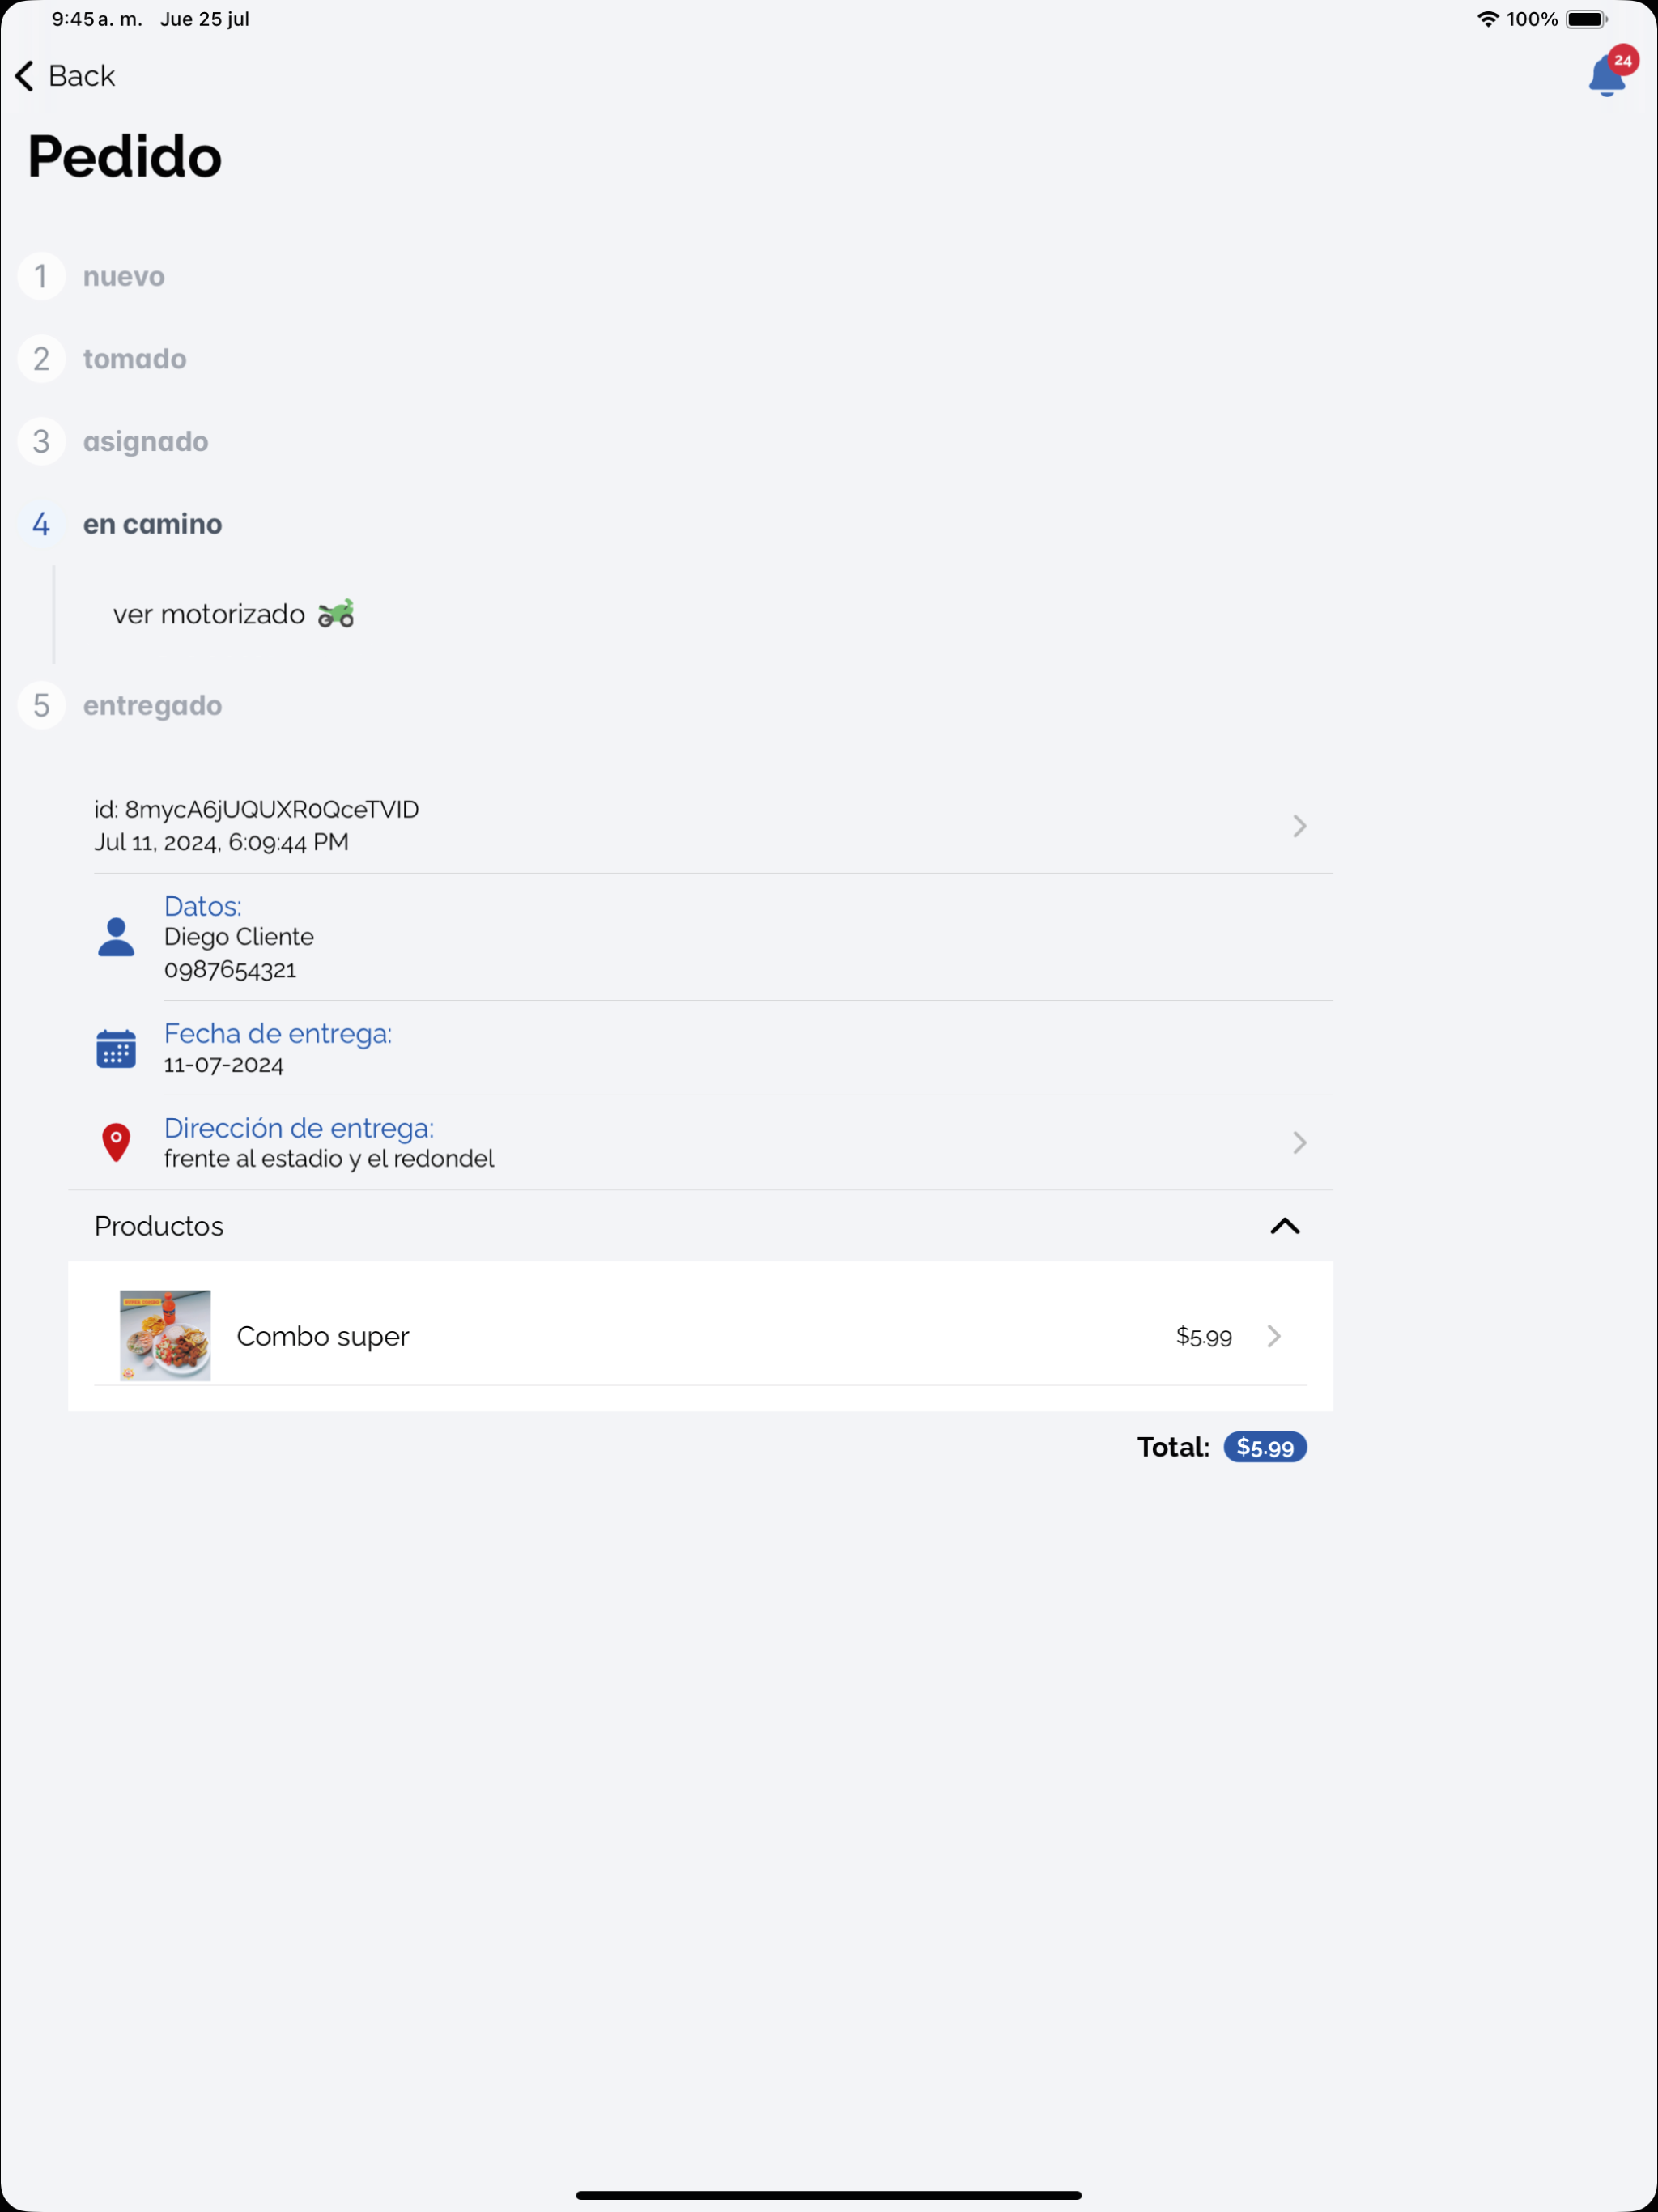 9:45 a. m. Jue 25 jul
100%
Back
24
Pedido
1 nuevo
2 tomado
3 asignado
4 en camino
ver motorizado
5 entregado
id: 8mycA6jUQUXR0QceTVID
Jul 11, 2024, 6:09:44 PM
Datos:
Diego Cliente
0987654321
Fecha de entrega:
11-07-2024
Dirección de entrega:
frente al estadio y el redondel
Productos
Combo super
$5.99
Total: $5.99